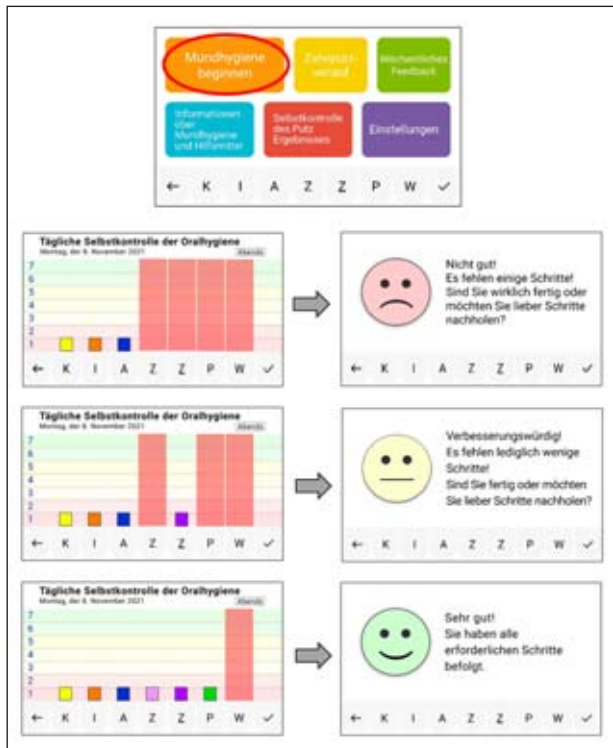 Mundhygiene
beginnen
Zahnputz-
verlauf
Wöchentliches
Feedback
Informationen
über
Mundhygiene
und Hilfsmittel
Selbstkontrolle
des Putz
Ergebnisses
Einstellungen
← K I A Z Z P W ✓
Tägliche Selbstkontrolle der Oralhygiene
Montag, der 8. November 2021
Abends
7
6
5
4
3
2
1
← K I A Z Z P W ✓
Nicht gut!
Es fehlen einige Schritte!
Sind Sie wirklich fertig oder
möchten Sie lieber Schritte
nachholen?
← K I A Z Z P W ✓
Tägliche Selbstkontrolle der Oralhygiene
Montag, der 8. November 2021
Abends
7
6
5
4
3
2
1
← K I A Z Z P W ✓
Verbesserungswürdig!
Es fehlen lediglich wenige
Schritte!
Sind Sie fertig oder möchten
Sie lieber Schritte nachholen?
← K I A Z Z P W ✓
Tägliche Selbstkontrolle der Oralhygiene
Montag, der 8. November 2021
Abends
7
6
5
4
3
2
1
← K I A Z Z P W ✓
Sehr gut!
Sie haben alle
erforderlichen Schritte
befolgt.
← K I A Z Z P W ✓